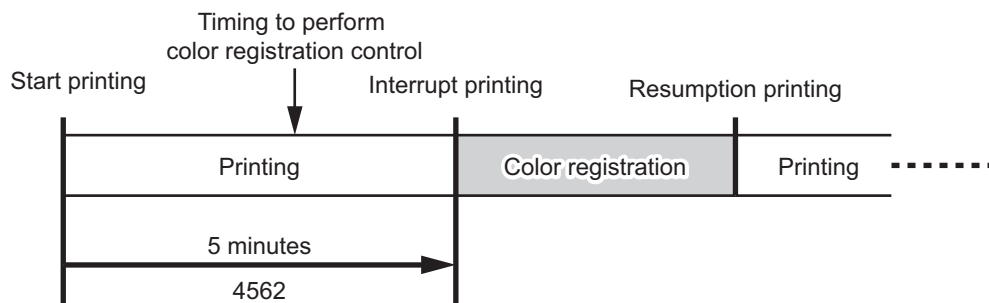 Timing to perform
color registration control
Start printing
Interrupt printing
Resumption printing
Printing
Color registration
Printing
5 minutes
4562